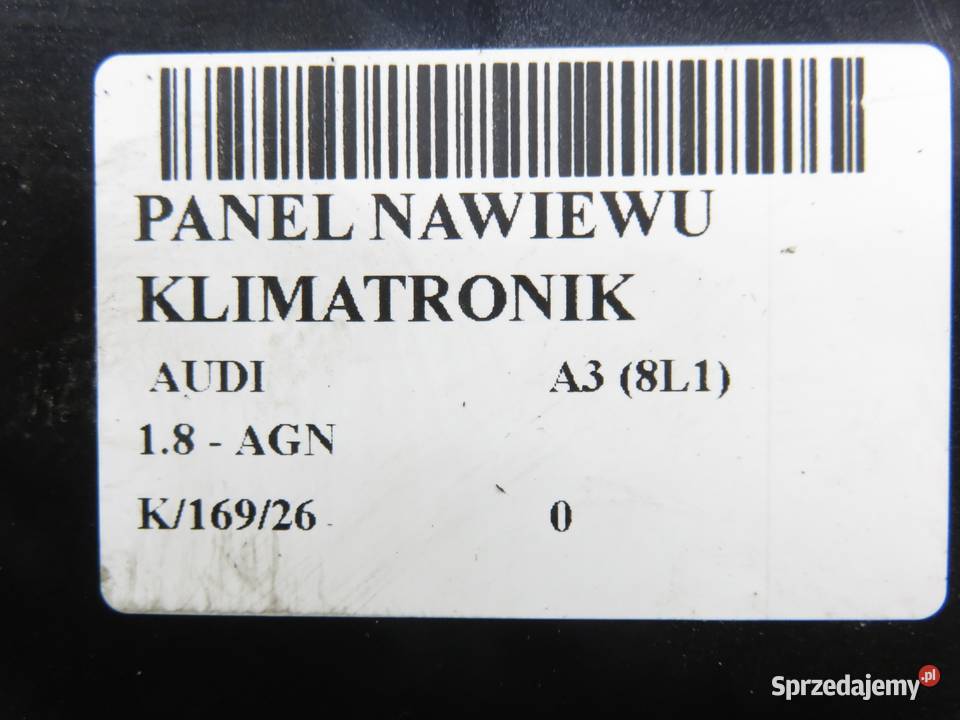 PANEL NAWIEWU
KLIMATRONIK
AUDI A3 (8L1)
1.8 - AGN
K/169/26 0
Sprzedajemy.pl